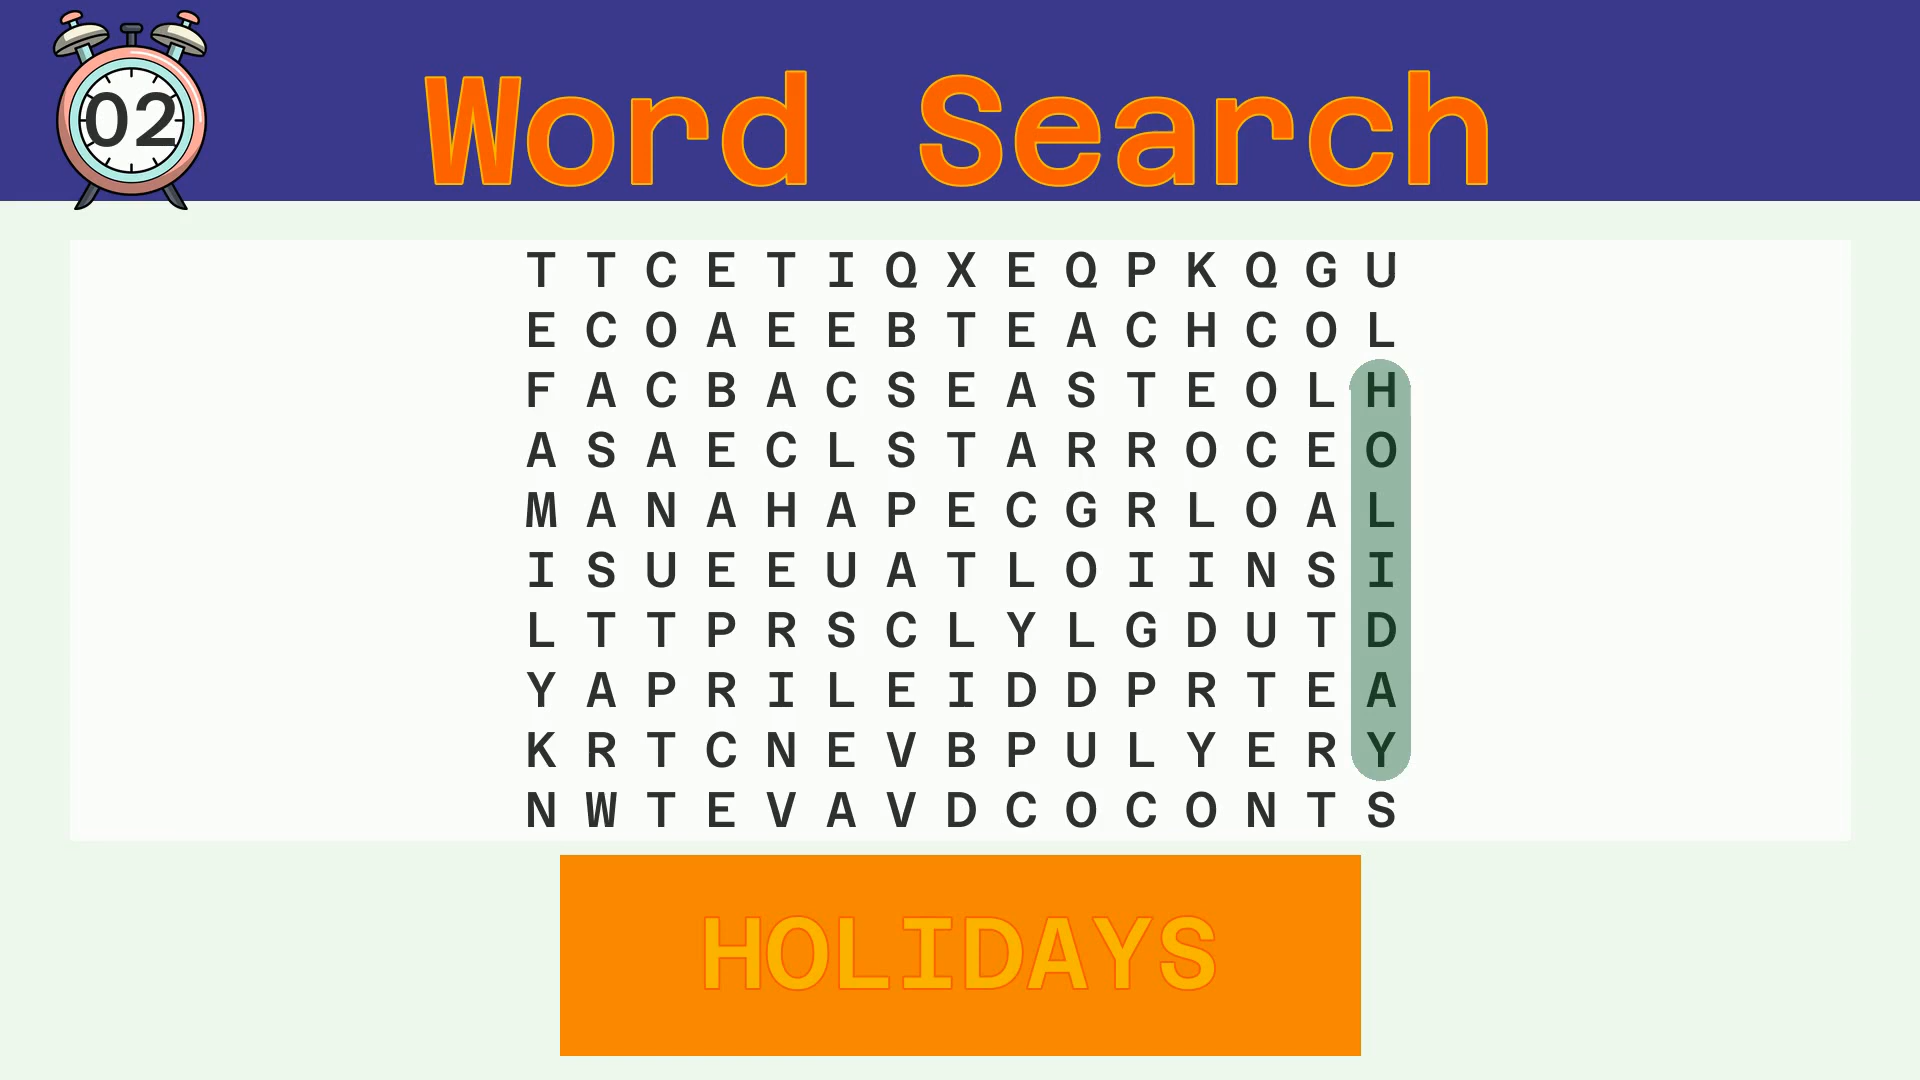 02
Word Search
T T C E T I Q X E Q P K Q G U
E C O A E E B T E A C H C O L
F A C B A C S E A S T E O L H
A S A E C L S T A R R O C E O
M A N A H A P E C G R L O A L
I S U E E U A T L O I I N S I
L T T P R S C L Y L G D U T D
Y A P R I L E I D D P R T E A
K R T C N E V B P U L Y E R Y
N W T E V A V D C O C O N T S
HOLIDAYS